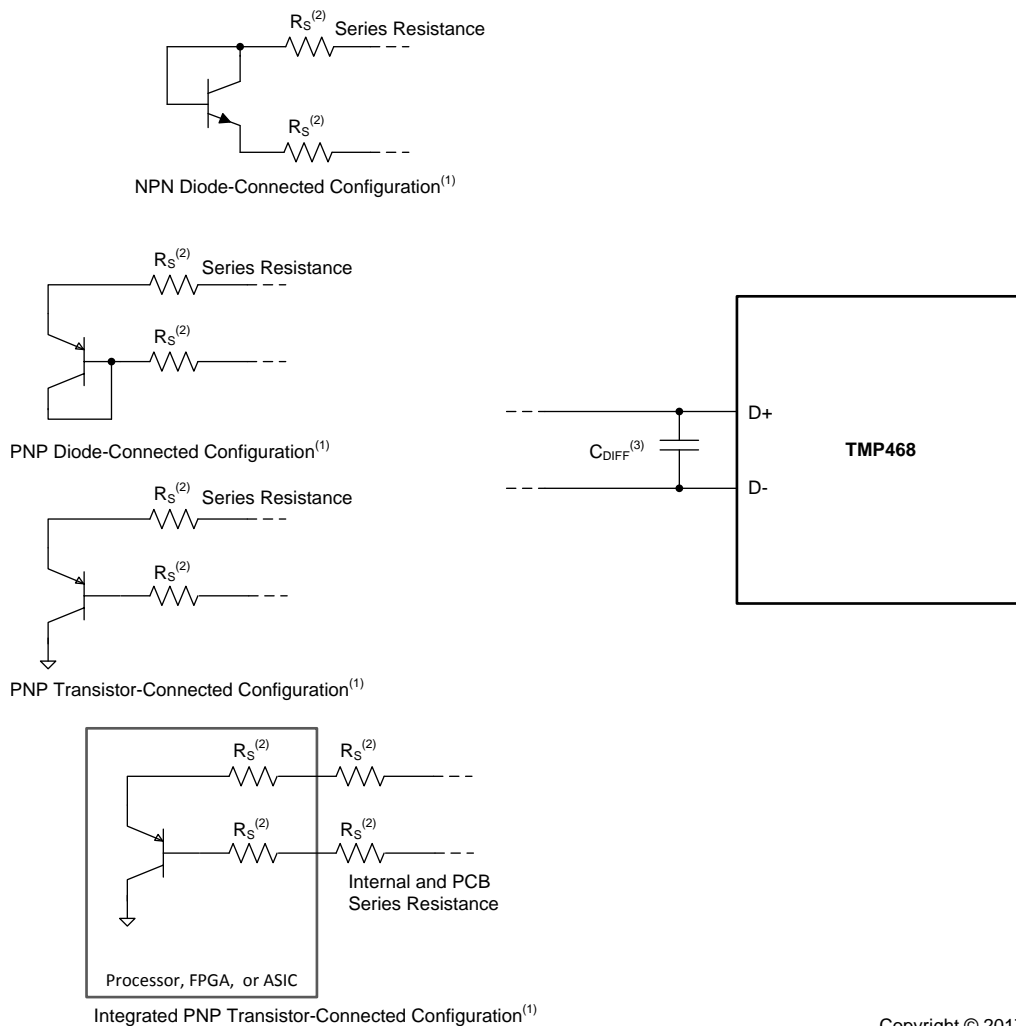 R_S^(2) Series Resistance
R_S^(2)
NPN Diode-Connected Configuration^(1)
R_S^(2) Series Resistance
R_S^(2)
PNP Diode-Connected Configuration^(1)
R_S^(2) Series Resistance
R_S^(2)
PNP Transistor-Connected Configuration^(1)
R_S^(2) R_S^(2)
R_S^(2) R_S^(2)
Internal and PCB
Series Resistance
Processor, FPGA, or ASIC
Integrated PNP Transistor-Connected Configuration^(1)
D+
C_DIFF^(3)
TMP468
D-
Copyright © 201